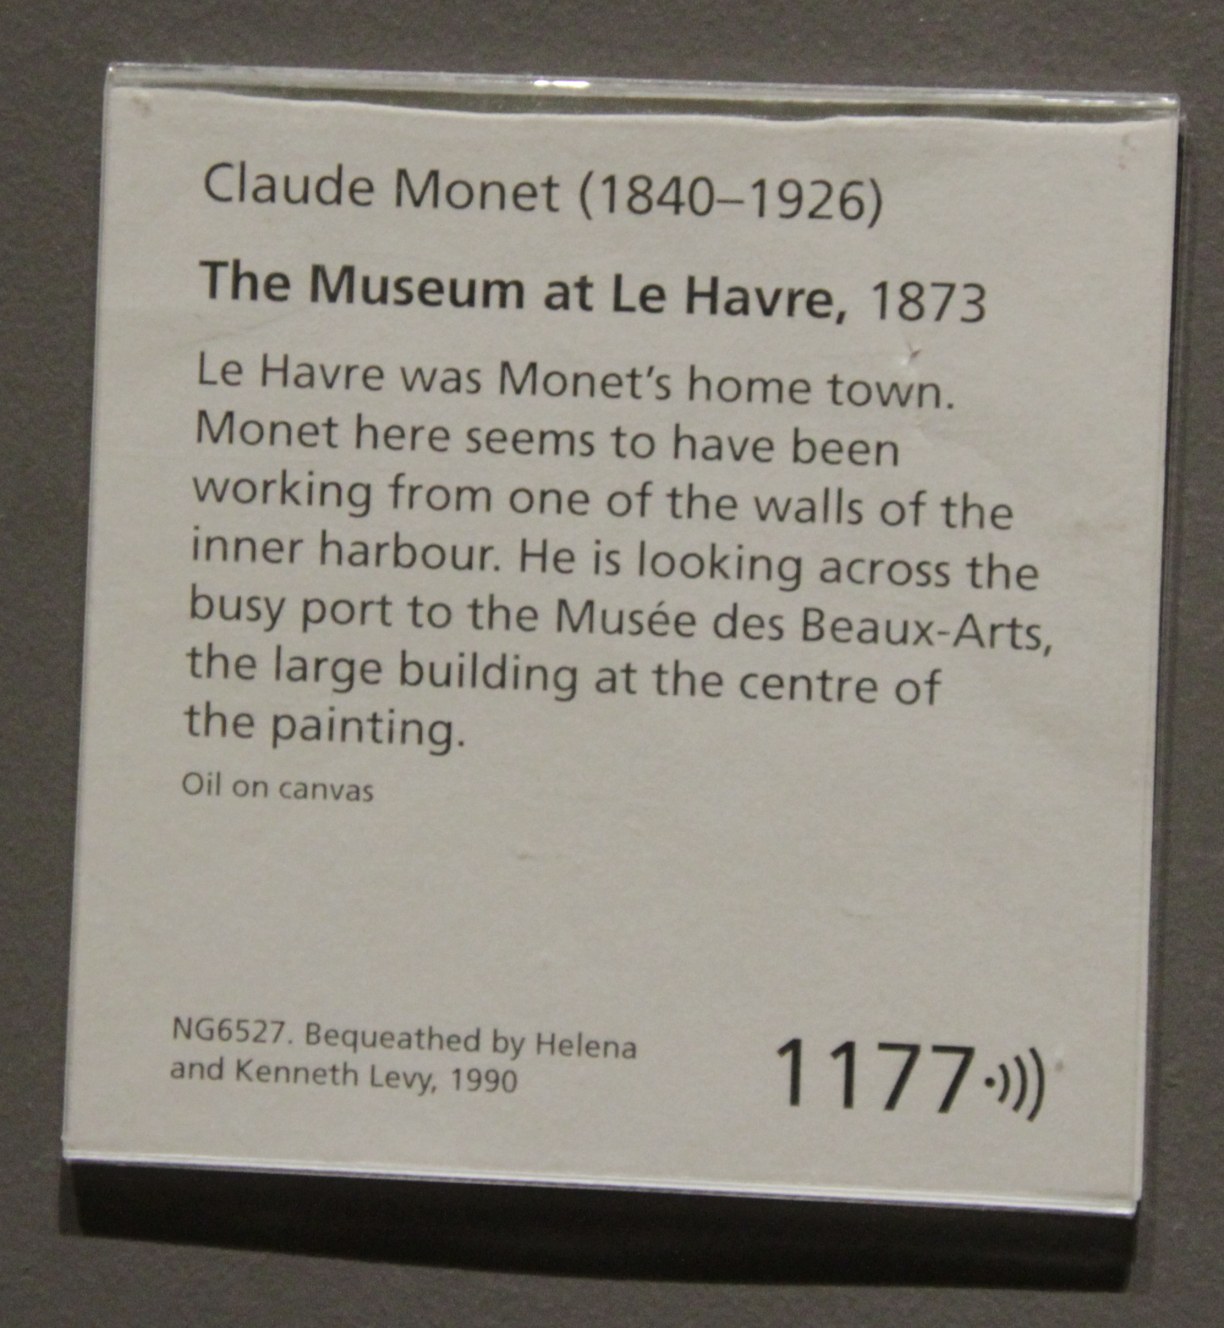 Claude Monet (1840–1926)
The Museum at Le Havre, 1873
Le Havre was Monet’s home town.
Monet here seems to have been
working from one of the walls of the
inner harbour. He is looking across the
busy port to the Musée des Beaux-Arts,
the large building at the centre of
the painting.
Oil on canvas
NG6527. Bequeathed by Helena
and Kenneth Levy, 1990
1177